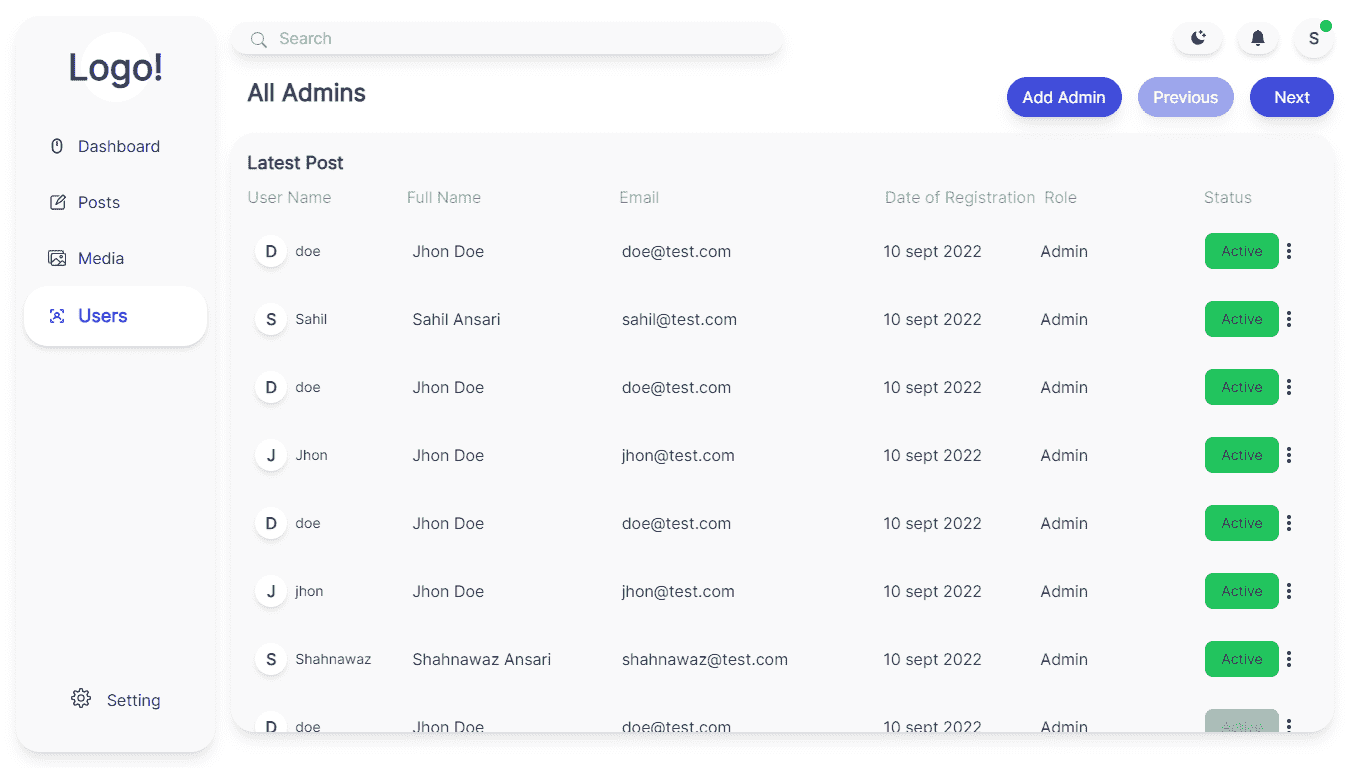 Logo!
Search
S
All Admins
Add Admin Previous Next
Dashboard
Posts
Media
Users
Setting
Latest Post
User Name Full Name Email Date of Registration Role Status
D doe Jhon Doe doe@test.com 10 sept 2022 Admin Active
S Sahil Sahil Ansari sahil@test.com 10 sept 2022 Admin Active
D doe Jhon Doe doe@test.com 10 sept 2022 Admin Active
J Jhon Jhon Doe jhon@test.com 10 sept 2022 Admin Active
D doe Jhon Doe doe@test.com 10 sept 2022 Admin Active
J jhon Jhon Doe jhon@test.com 10 sept 2022 Admin Active
S Shahnawaz Shahnawaz Ansari shahnawaz@test.com 10 sept 2022 Admin Active
D doe Jhon Doe doe@test.com 10 sept 2022 Admin Active